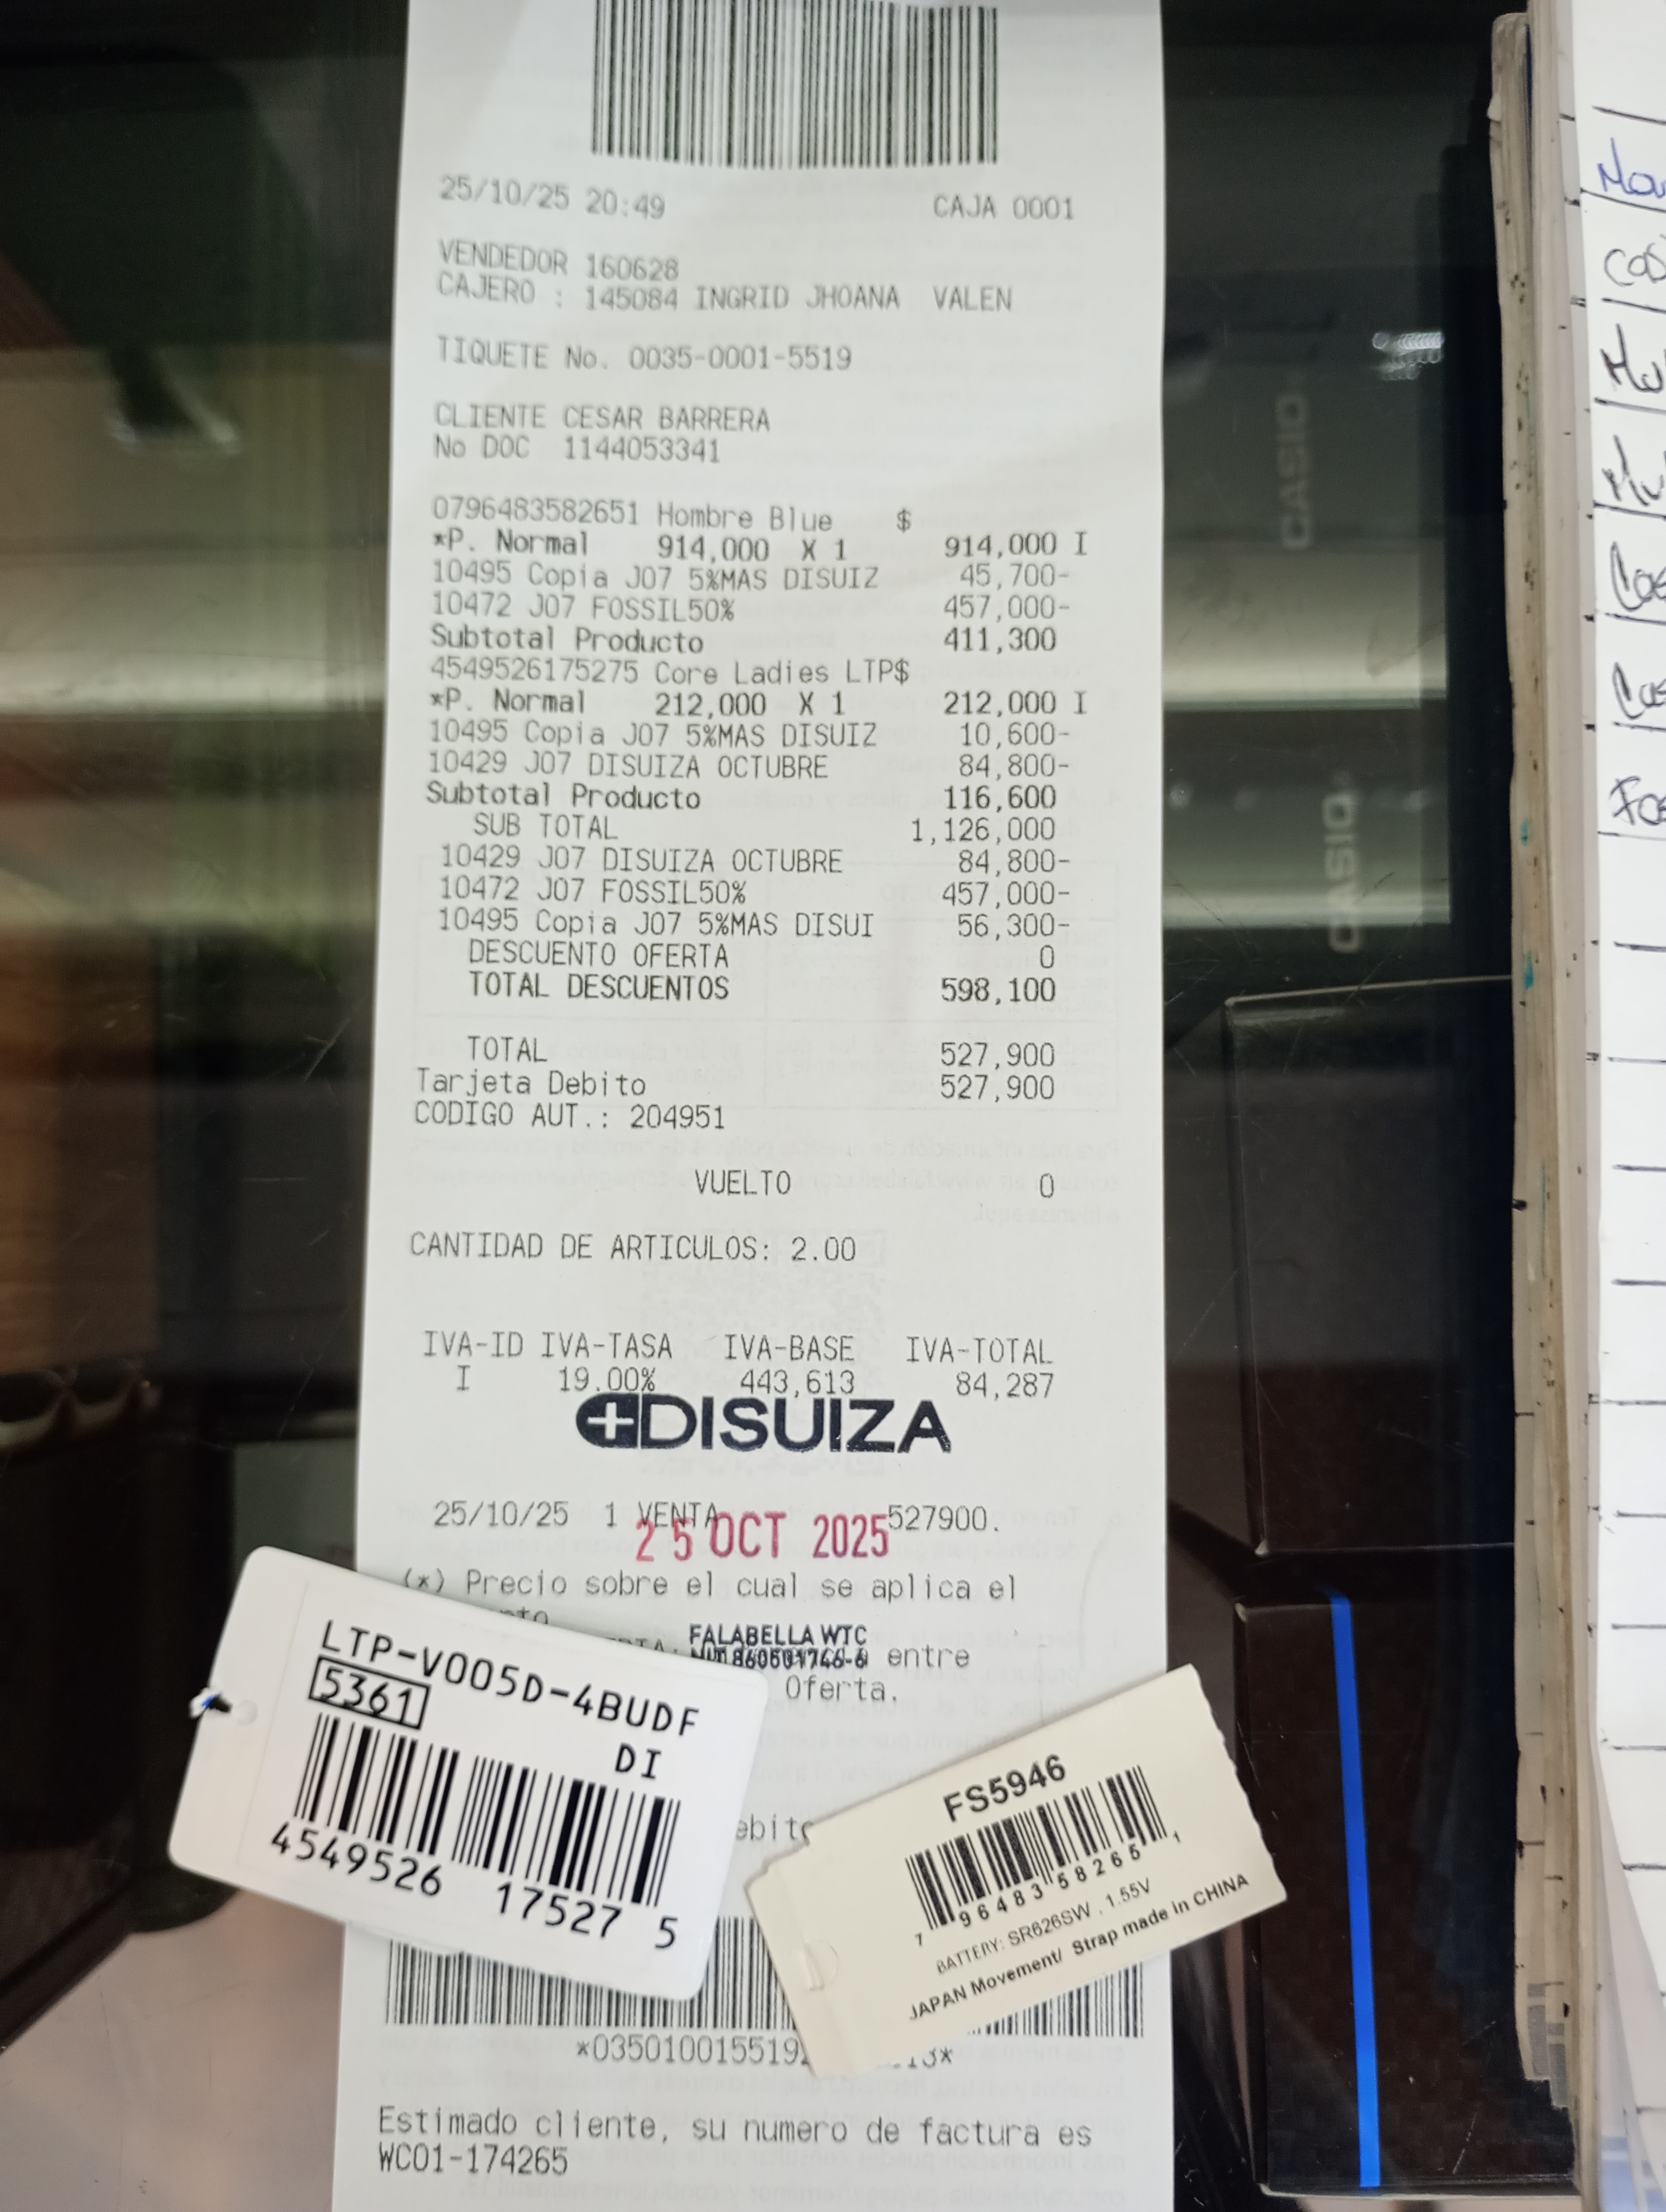 25/10/25 20:49 CAJA 0001
VENDEDOR 160628
CAJERO : 145084 INGRID JHOANA VALEN
TIQUETE No. 0035-0001-5519
CLIENTE CESAR BARRERA
No DOC 1144053341
0796483582651 Hombre Blue $
*P. Normal 914,000 X 1 914,000 I
10495 Copia J07 5%MAS DISUIZ 45,700-
10472 J07 FOSSIL50% 457,000-
Subtotal Producto 411,300
4549526175275 Core Ladies LTP$
*P. Normal 212,000 X 1 212,000 I
10495 Copia J07 5%MAS DISUIZ 10,600-
10429 J07 DISUIZA OCTUBRE 84,800-
Subtotal Producto 116,600
SUB TOTAL 1,126,000
10429 J07 DISUIZA OCTUBRE 84,800-
10472 J07 FOSSIL50% 457,000-
10495 Copia J07 5%MAS DISUI 56,300-
DESCUENTO OFERTA 0
TOTAL DESCUENTOS 598,100
TOTAL 527,900
Tarjeta Debito 527,900
CODIGO AUT.: 204951
VUELTO 0
CANTIDAD DE ARTICULOS: 2.00
IVA-ID IVA-TASA IVA-BASE IVA-TOTAL
I 19.00% 443,613 84,287
DISUIZA
25/10/25 1 VENTA 527900.
25 OCT 2025
(*) Precio sobre el cual se aplica el
FALABELLA WTC
NIT 860501746-6 entre
Oferta.
LTP-V005D-4BUDF
5361
DI
4549526 17527 5
FS5946
7 96483 58265 1
BATTERY: SR626SW , 1.55V
JAPAN Movement/ Strap made in CHINA
Estimado cliente, su numero de factura es
WC01-174265
CASIO
CASIO